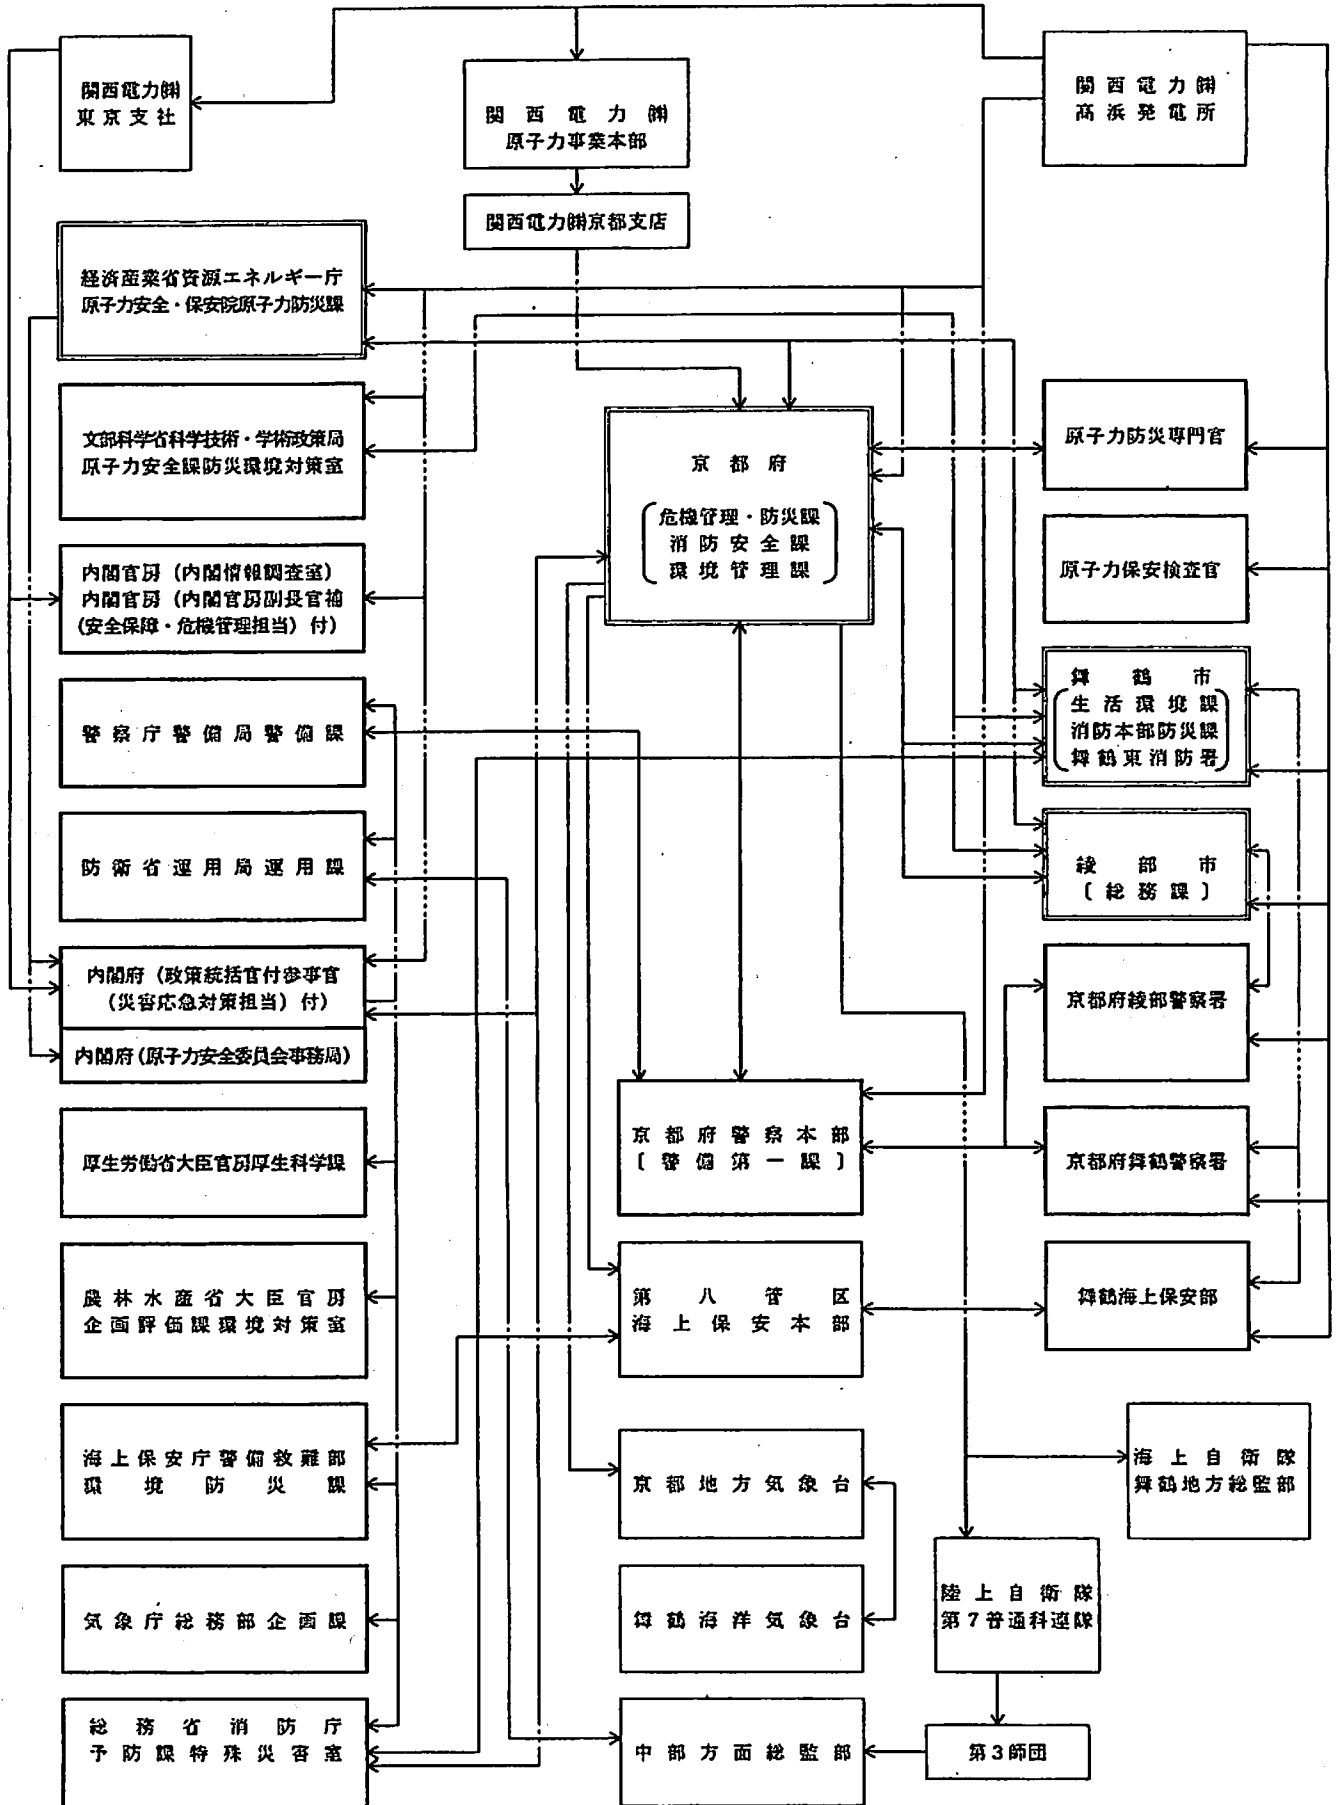 関西電力㈱
東京支社
関西電力㈱
原子力事業本部
関西電力㈱
高浜発電所
関西電力㈱京都支店
経済産業省資源エネルギー庁
原子力安全・保安院原子力防災課
文部科学省科学技術・学術政策局
原子力安全課防災環境対策室
京都府
危機管理・防災課
消防安全課
環境管理課
原子力防災専門官
原子力保安検査官
内閣官房（内閣情報調査室）
内閣官房（内閣官房副長官補
（安全保障・危機管理担当）付）
舞鶴市
生活環境課
消防本部防災課
舞鶴東消防署
警察庁警備局警備課
防衛省運用局運用課
綾部市
〔総務課〕
内閣府（政策統括官付参事官
（災害応急対策担当）付）
内閣府（原子力安全委員会事務局）
京都府綾部警察署
京都府警察本部
〔警備第一課〕
京都府舞鶴警察署
厚生労働省大臣官房厚生科学課
農林水産省大臣官房
企画評価課環境対策室
第八管区
海上保安本部
舞鶴海上保安部
海上保安庁警備救難部
環境防災課
京都地方気象台
海上自衛隊
舞鶴地方総監部
気象庁総務部企画課
舞鶴海洋気象台
陸上自衛隊
第7普通科連隊
総務省消防庁
予防課特殊災害室
中部方面総監部
第3師団